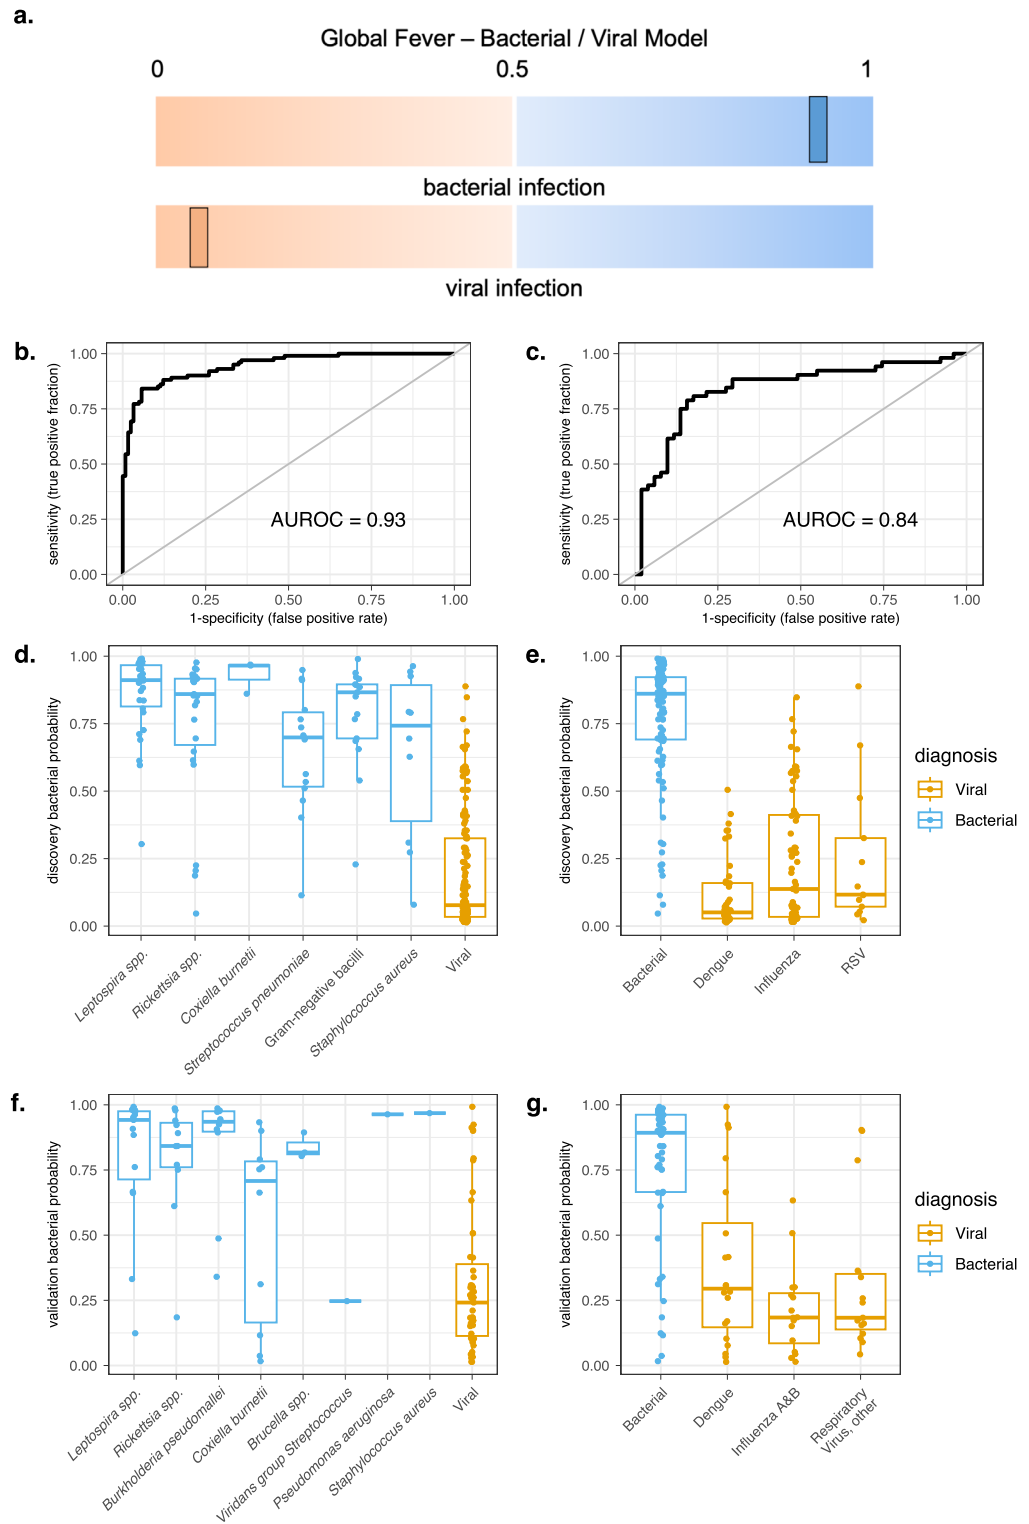 a.
Global Fever – Bacterial / Viral Model
0 0.5 1
bacterial infection
viral infection
b.
sensitivity (true positive fraction)
1.00
0.75
0.50
0.25
0.00
AUROC = 0.93
0.00 0.25 0.50 0.75 1.00
1-specificity (false positive rate)
c.
sensitivity (true positive fraction)
1.00
0.75
0.50
0.25
0.00
AUROC = 0.84
0.00 0.25 0.50 0.75 1.00
1-specificity (false positive rate)
d.
discovery bacterial probability
1.00
0.75
0.50
0.25
0.00
Leptospira spp.
Rickettsia spp.
Coxiella burnetii
Streptococcus pneumoniae
Gram-negative bacilli
Staphylococcus aureus
Viral
e.
discovery bacterial probability
1.00
0.75
0.50
0.25
0.00
Bacterial
Dengue
Influenza
RSV
diagnosis
Viral
Bacterial
f.
validation bacterial probability
1.00
0.75
0.50
0.25
0.00
Leptospira spp.
Rickettsia spp.
Burkholderia pseudomallei
Coxiella burnetii
Brucella spp.
Viridans group Streptococcus
Pseudomonas aeruginosa
Staphylococcus aureus
Viral
g.
validation bacterial probability
1.00
0.75
0.50
0.25
0.00
Bacterial
Dengue
Influenza A&B
Respiratory
Virus, other
diagnosis
Viral
Bacterial